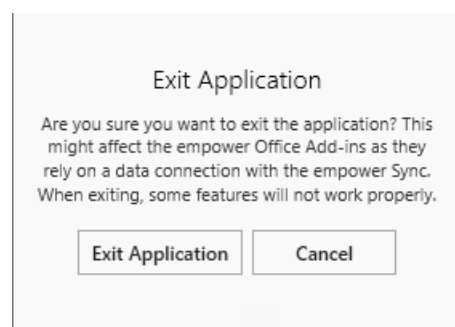 Exit Application
Are you sure you want to exit the application? This
might affect the empower Office Add-ins as they
rely on a data connection with the empower Sync.
When exiting, some features will not work properly.
Exit Application
Cancel